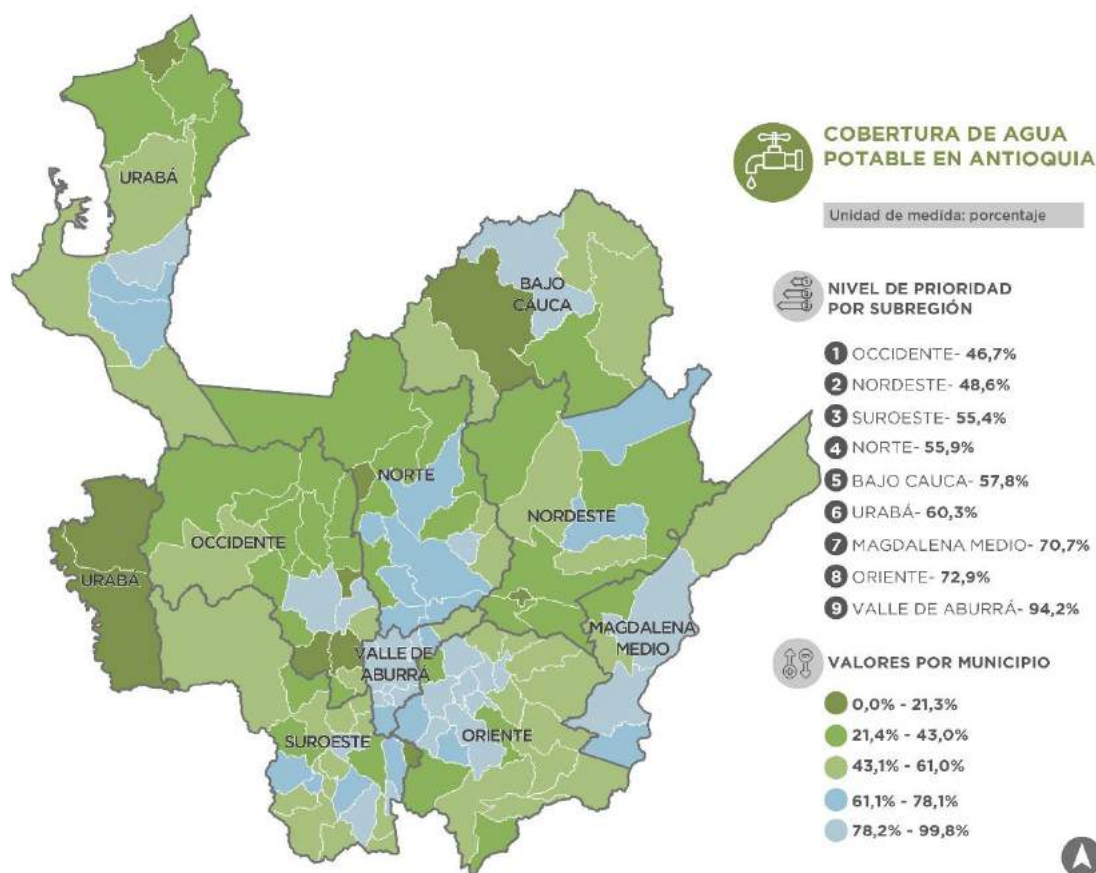 COBERTURA DE AGUA
POTABLE EN ANTIOQUIA
Unidad de medida: porcentaje
NIVEL DE PRIORIDAD
POR SUBREGIÓN
1 OCCIDENTE- 46,7%
2 NORDESTE- 48,6%
3 SUROESTE- 55,4%
4 NORTE- 55,9%
5 BAJO CAUCA- 57,8%
6 URABÁ- 60,3%
7 MAGDALENA MEDIO- 70,7%
8 ORIENTE- 72,9%
9 VALLE DE ABURRÁ- 94,2%
VALORES POR MUNICIPIO
0,0% - 21,3%
21,4% - 43,0%
43,1% - 61,0%
61,1% - 78,1%
78,2% - 99,8%
URABÁ
BAJO
CAUCA
NORTE
NORDESTE
OCCIDENTE
URABÁ
MAGDALENA
MEDIO
VALLE DE
ABURRÁ
SUROESTE
ORIENTE